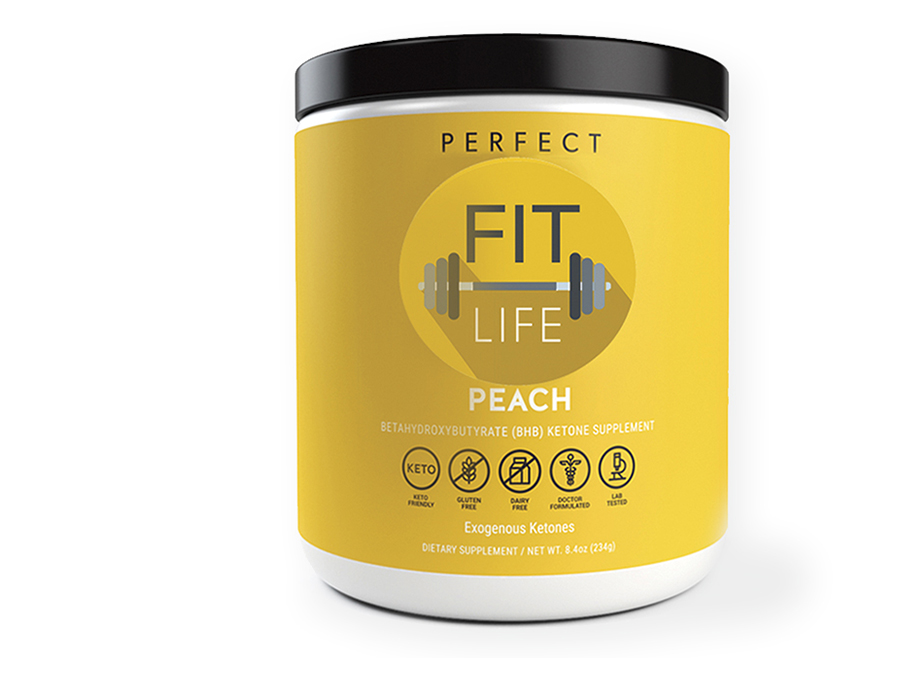 PERFECT
FIT
LIFE
PEACH
BETAHYDROXYBUTYRATE (BHB) KETONE SUPPLEMENT
KETO
KETO FRIENDLY
GLUTEN FREE
DAIRY FREE
DOCTOR FORMULATED
LAB TESTED
Exogenous Ketones
DIETARY SUPPLEMENT / NET WT. 8.4oz (234g)